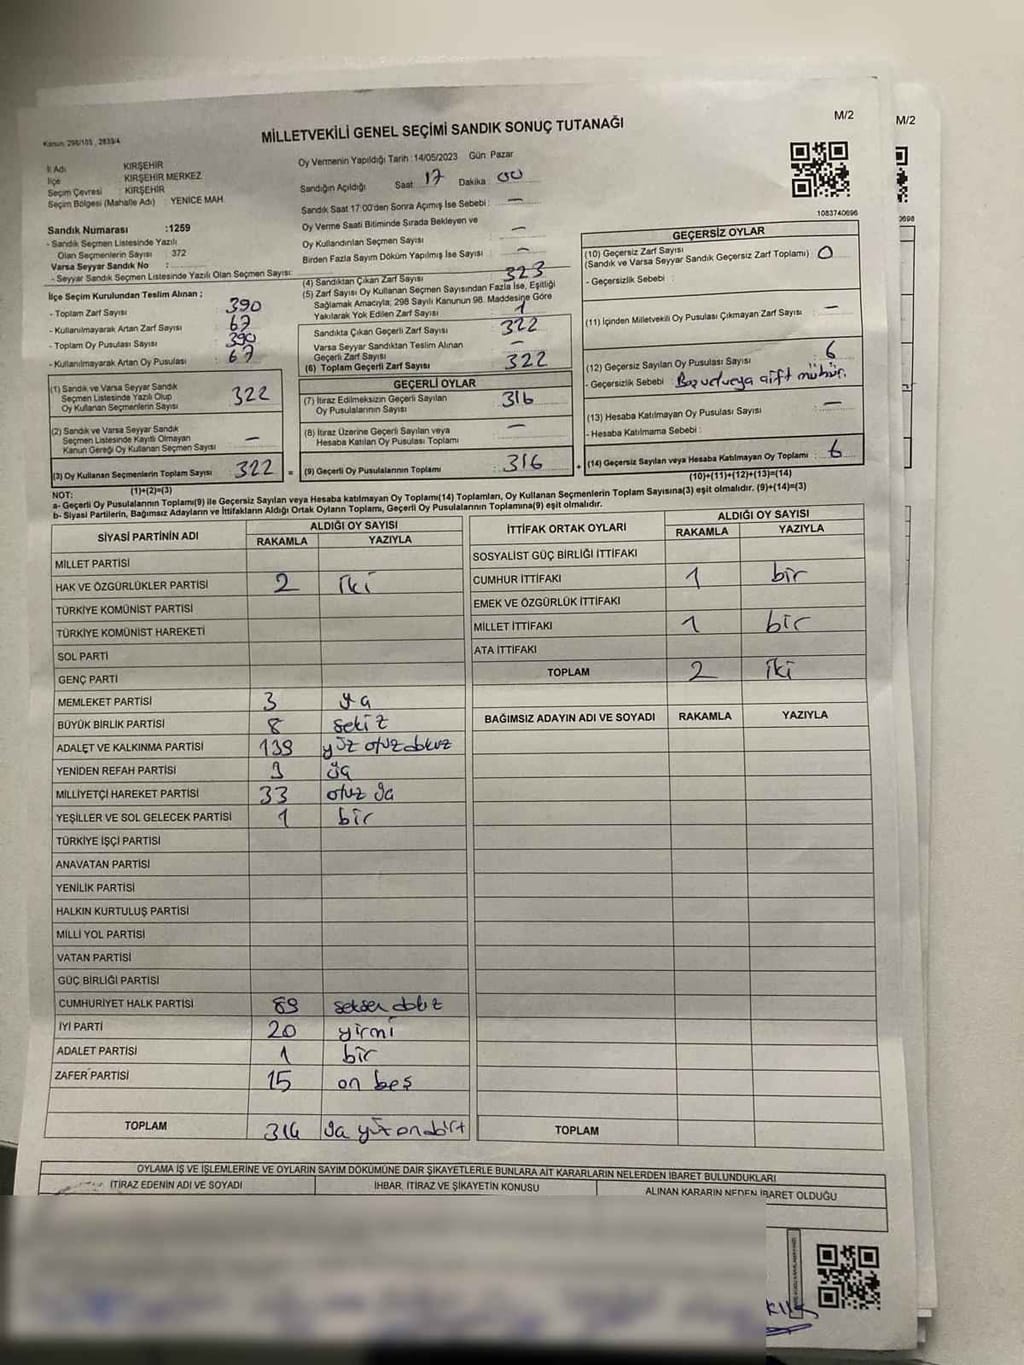 Kanun: 298/105 , 2839/4
MİLLETVEKİLİ GENEL SEÇİMİ SANDIK SONUÇ TUTANAĞI
M/2
M/2
İl Adı : KIRŞEHİR
İlçe : KIRŞEHİR MERKEZ
Seçim Çevresi : KIRŞEHİR
Seçim Bölgesi (Mahalle Adı) : YENİCE MAH.
Sandık Numarası :1259
- Sandık Seçmen Listesinde Yazılı
Olan Seçmenlerin Sayısı : 372
Varsa Seyyar Sandık No :
- Seyyar Sandık Seçmen Listesinde Yazılı Olan Seçmen Sayısı:
İlçe Seçim Kurulundan Teslim Alınan ;
- Toplam Zarf Sayısı : 390
- Kullanılmayarak Artan Zarf Sayısı : 67
- Toplam Oy Pusulası Sayısı : 390
- Kullanılmayarak Artan Oy Pusulası : 67
(1) Sandık ve Varsa Seyyar Sandık
Seçmen Listesinde Yazılı Olup
Oy Kullanan Seçmenlerin Sayısı : 322
(2) Sandık ve Varsa Seyyar Sandık
Seçmen Listesinde Kayıtlı Olmayan
Kanun Gereği Oy Kullanan Seçmen Sayısı : —
(3) Oy Kullanan Seçmenlerin Toplam Sayısı : 322
(1)+(2)=(3)
Oy Vermenin Yapıldığı Tarih :14/05/2023 Gün :Pazar
Sandığın Açıldığı Saat : 17 Dakika : 00
Sandık Saat 17:00'den Sonra Açımış İse Sebebi : —
Oy Verme Saati Bitiminde Sırada Bekleyen ve
Oy Kullandırılan Seçmen Sayısı : —
Birden Fazla Sayım Döküm Yapılmış İse Sayısı : —
(4) Sandıktan Çıkan Zarf Sayısı : 323
(5) Zarf Sayısı Oy Kullanan Seçmen Sayısından Fazla İse, Eşitliği
Sağlamak Amacıyla; 298 Sayılı Kanunun 98. Maddesine Göre
Yakılarak Yok Edilen Zarf Sayısı : 1
Sandıkta Çıkan Geçerli Zarf Sayısı : 322
Varsa Seyyar Sandıktan Teslim Alınan
Geçerli Zarf Sayısı : —
(6) Toplam Geçerli Zarf Sayısı : 322
GEÇERLİ OYLAR
(7) İtiraz Edilmeksizin Geçerli Sayılan
Oy Pusulalarının Sayısı : 316
(8) İtiraz Üzerine Geçerli Sayılan veya
Hesaba Katılan Oy Pusulası Toplamı : —
= (9) Geçerli Oy Pusulalarının Toplamı : 316 +
1083740696
GEÇERSİZ OYLAR
(10) Geçersiz Zarf Sayısı
(Sandık ve Varsa Seyyar Sandık Geçersiz Zarf Toplamı) : 0
- Geçersizlik Sebebi :
(11) İçinden Milletvekili Oy Pusulası Çıkmayan Zarf Sayısı : —
(12) Geçersiz Sayılan Oy Pusulası Sayısı : 6
- Geçersizlik Sebebi : çift mühür.
(13) Hesaba Katılmayan Oy Pusulası Sayısı : —
- Hesaba Katılmama Sebebi :
(14) Geçersiz Sayılan veya Hesaba Katılmayan Oy Toplamı : 6
(10)+(11)+(12)+(13)=(14)
NOT:
a- Geçerli Oy Pusulalarının Toplamı(9) ile Geçersiz Sayılan veya Hesaba katılmayan Oy Toplamı(14) Toplamları, Oy Kullanan Seçmenlerin Toplam Sayısına(3) eşit olmalıdır. (9)+(14)=(3)
b- Siyasi Partilerin, Bağımsız Adayların ve İttifakların Aldığı Ortak Oyların Toplamı, Geçerli Oy Pusulalarının Toplamına(9) eşit olmalıdır.
SİYASİ PARTİNİN ADI ALDIĞI OY SAYISI
RAKAMLA YAZIYLA
MİLLET PARTİSİ
HAK VE ÖZGÜRLÜKLER PARTİSİ 2 iki
TÜRKİYE KOMÜNİST PARTİSİ
TÜRKİYE KOMÜNİST HAREKETİ
SOL PARTİ
GENÇ PARTİ
MEMLEKET PARTİSİ 3 üç
BÜYÜK BİRLİK PARTİSİ 8 sekiz
ADALET VE KALKINMA PARTİSİ 139 yüz otuz dokuz
YENİDEN REFAH PARTİSİ 3 üç
MİLLİYETÇİ HAREKET PARTİSİ 33 otuz üç
YEŞİLLER VE SOL GELECEK PARTİSİ 1 bir
TÜRKİYE İŞÇİ PARTİSİ
ANAVATAN PARTİSİ
YENİLİK PARTİSİ
HALKIN KURTULUŞ PARTİSİ
MİLLİ YOL PARTİSİ
VATAN PARTİSİ
GÜÇ BİRLİĞİ PARTİSİ
CUMHURİYET HALK PARTİSİ 89 seksen dokuz
İYİ PARTİ 20 yirmi
ADALET PARTİSİ 1 bir
ZAFER PARTİSİ 15 on beş
TOPLAM 314 üç yüz on dört
İTTİFAK ORTAK OYLARI ALDIĞI OY SAYISI
RAKAMLA YAZIYLA
SOSYALİST GÜÇ BİRLİĞİ İTTİFAKI
CUMHUR İTTİFAKI 1 bir
EMEK VE ÖZGÜRLÜK İTTİFAKI
MİLLET İTTİFAKI 1 bir
ATA İTTİFAKI
TOPLAM 2 iki
BAĞIMSIZ ADAYIN ADI VE SOYADI RAKAMLA YAZIYLA
TOPLAM
OYLAMA İŞ VE İŞLEMLERİNE VE OYLARIN SAYIM DÖKÜMÜNE DAİR ŞİKAYETLERLE BUNLARA AİT KARARLARIN NELERDEN İBARET BULUNDUKLARI
İTİRAZ EDENİN ADI VE SOYADI İHBAR, İTİRAZ VE ŞİKAYETİN KONUSU ALINAN KARARIN NEDEN İBARET OLDUĞU